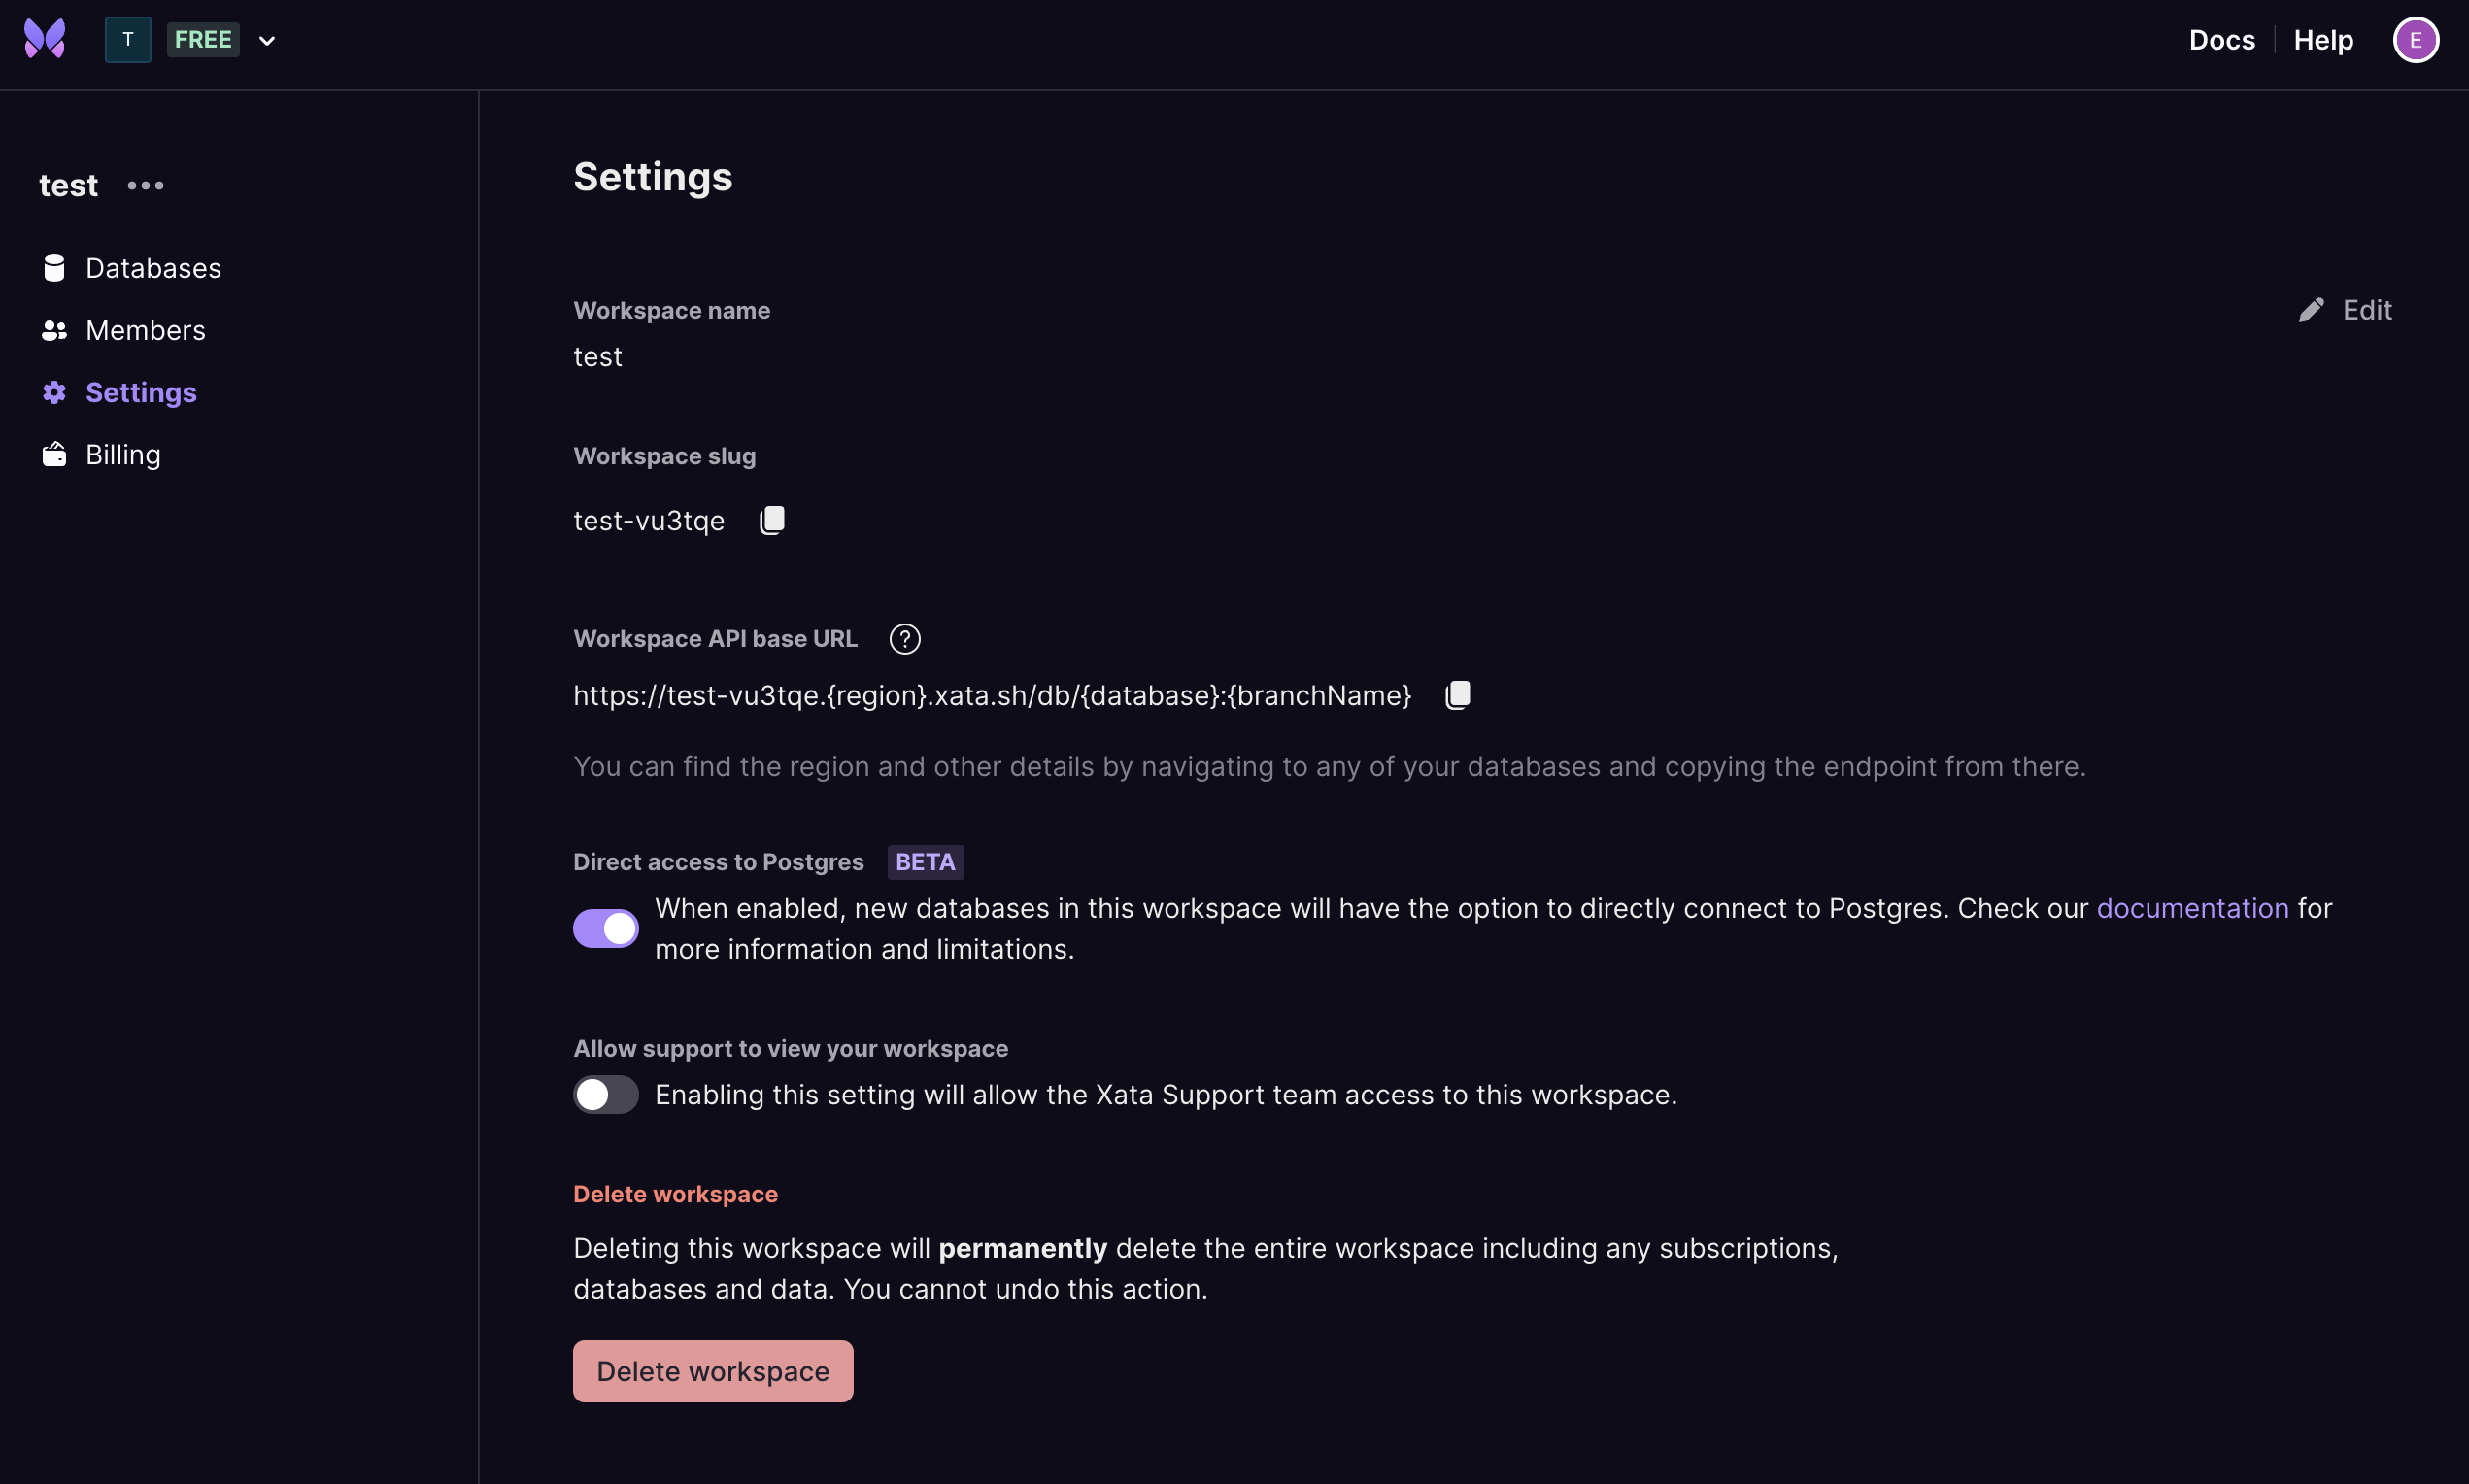 T FREE
Docs Help E
test
Databases
Members
Settings
Billing
Settings
Workspace name
Edit
test
Workspace slug
test-vu3tqe
Workspace API base URL ?
https://test-vu3tqe.{region}.xata.sh/db/{database}:{branchName}
You can find the region and other details by navigating to any of your databases and copying the endpoint from there.
Direct access to Postgres BETA
When enabled, new databases in this workspace will have the option to directly connect to Postgres. Check our documentation for
more information and limitations.
Allow support to view your workspace
Enabling this setting will allow the Xata Support team access to this workspace.
Delete workspace
Deleting this workspace will permanently delete the entire workspace including any subscriptions,
databases and data. You cannot undo this action.
Delete workspace